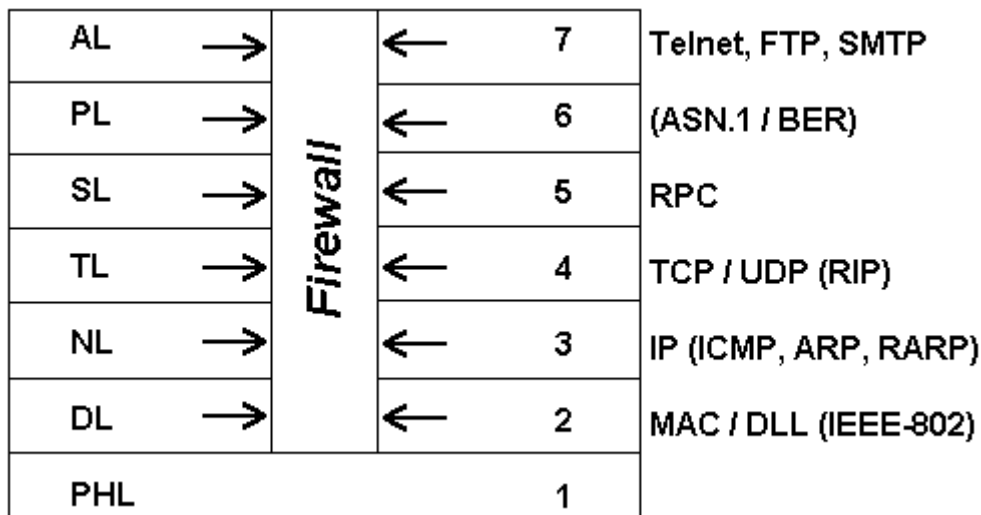 AL 7 Telnet, FTP, SMTP
PL 6 (ASN.1 / BER)
SL 5 RPC
Firewall
TL 4 TCP / UDP (RIP)
NL 3 IP (ICMP, ARP, RARP)
DL 2 MAC / DLL (IEEE-802)
PHL 1